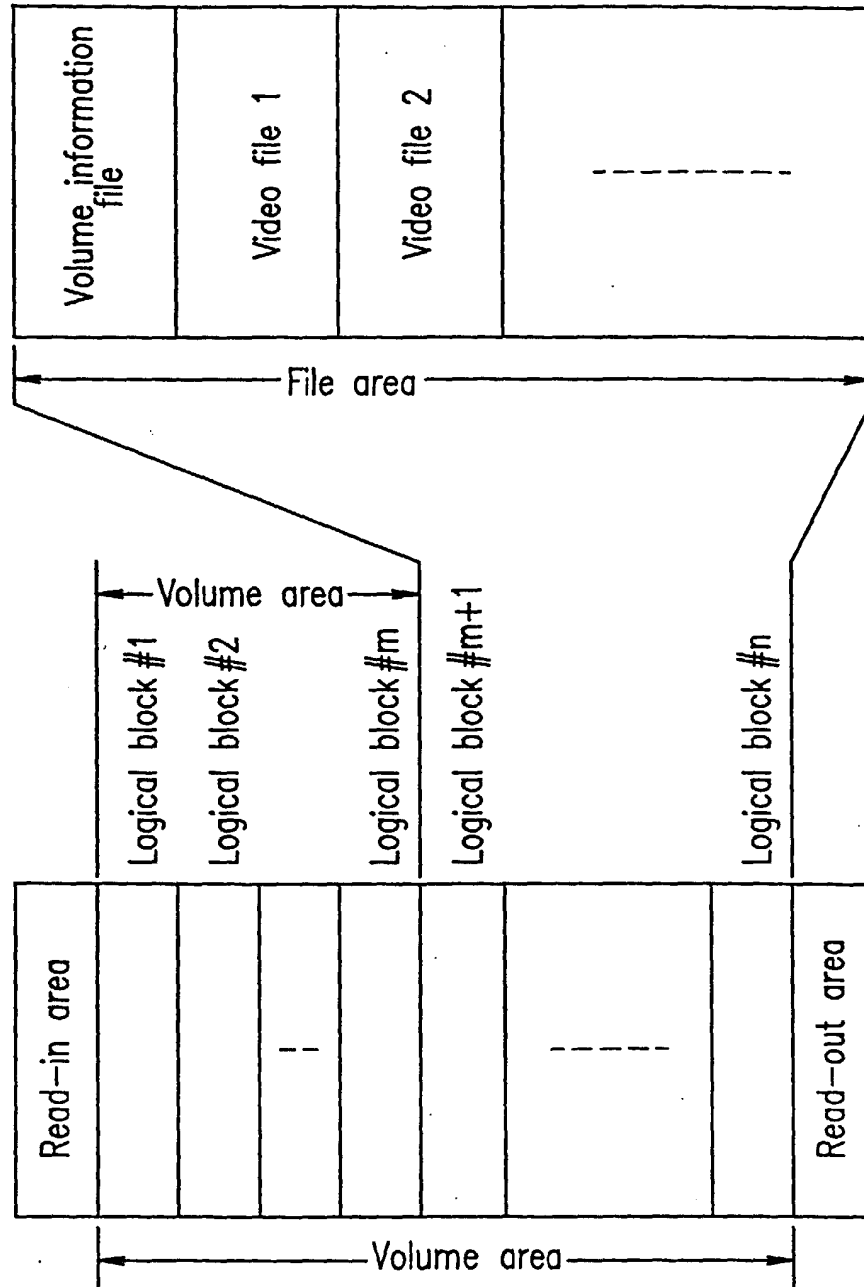 Volume information
file
Video file 1
Video file 2
File area
Volume area
Logical block #1
Logical block #2
Logical block #m
Logical block #m+1
Logical block #n
Read-in area
Read-out area
Volume area